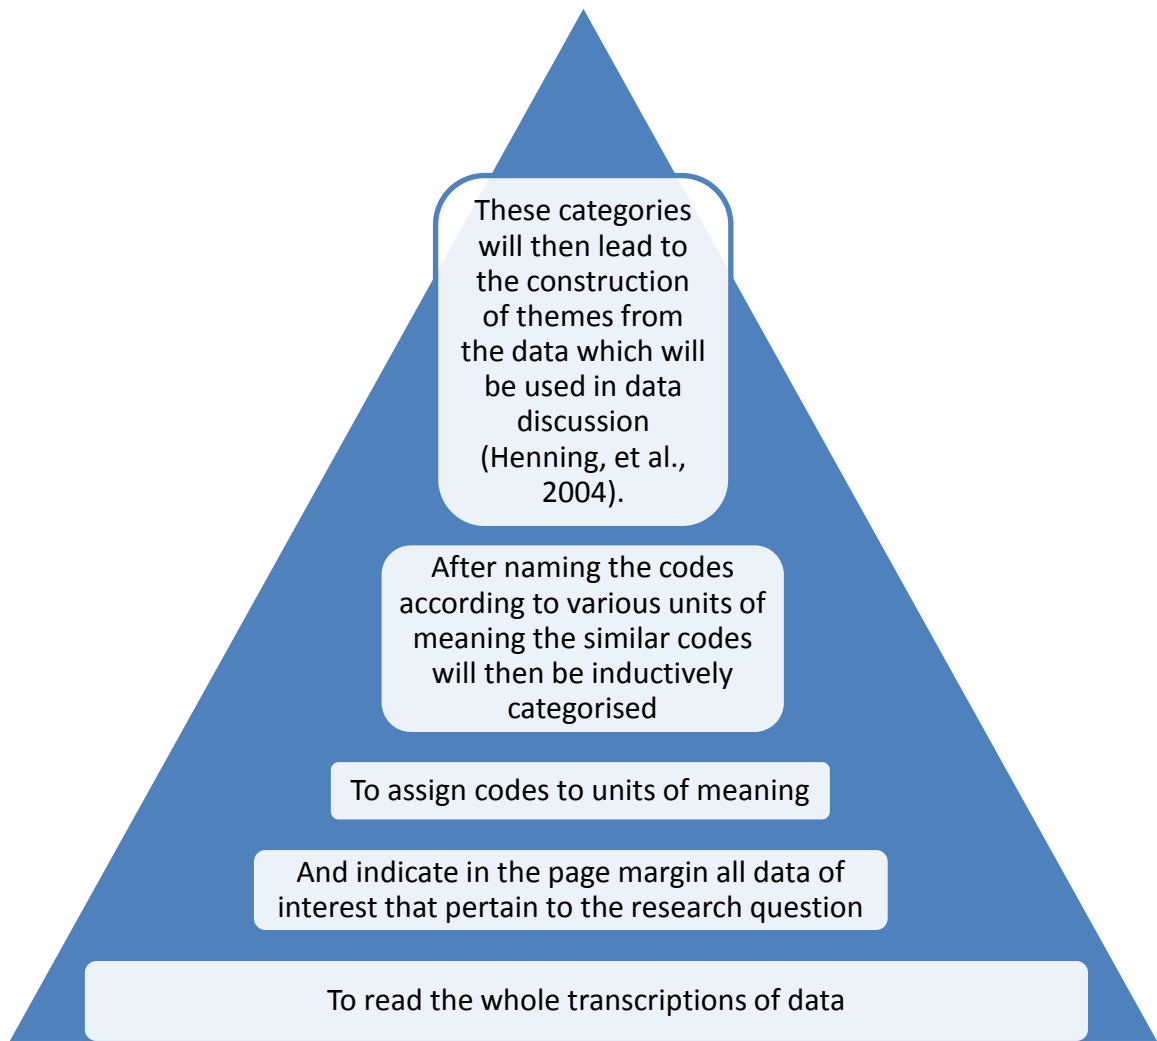 These categories
will then lead to
the construction
of themes from
the data which will
be used in data
discussion
(Henning, et al.,
2004).
After naming the codes
according to various units of
meaning the similar codes
will then be inductively
categorised
To assign codes to units of meaning
And indicate in the page margin all data of
interest that pertain to the research question
To read the whole transcriptions of data